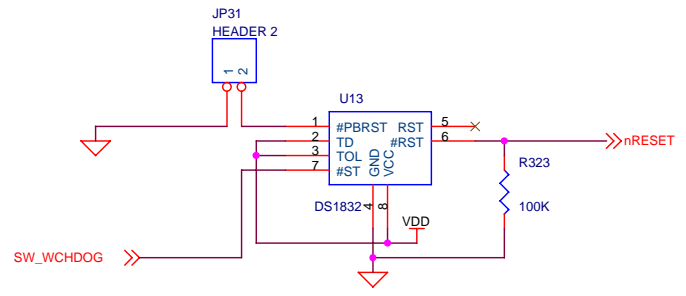 JP31
HEADER 2
1
2
U13
1
#PBRST
RST
5
2
TD
#RST
6
3
TOL
7
#ST
GND
VCC
4
8
DS1832
VDD
nRESET
R323
100K
SW_WCHDOG